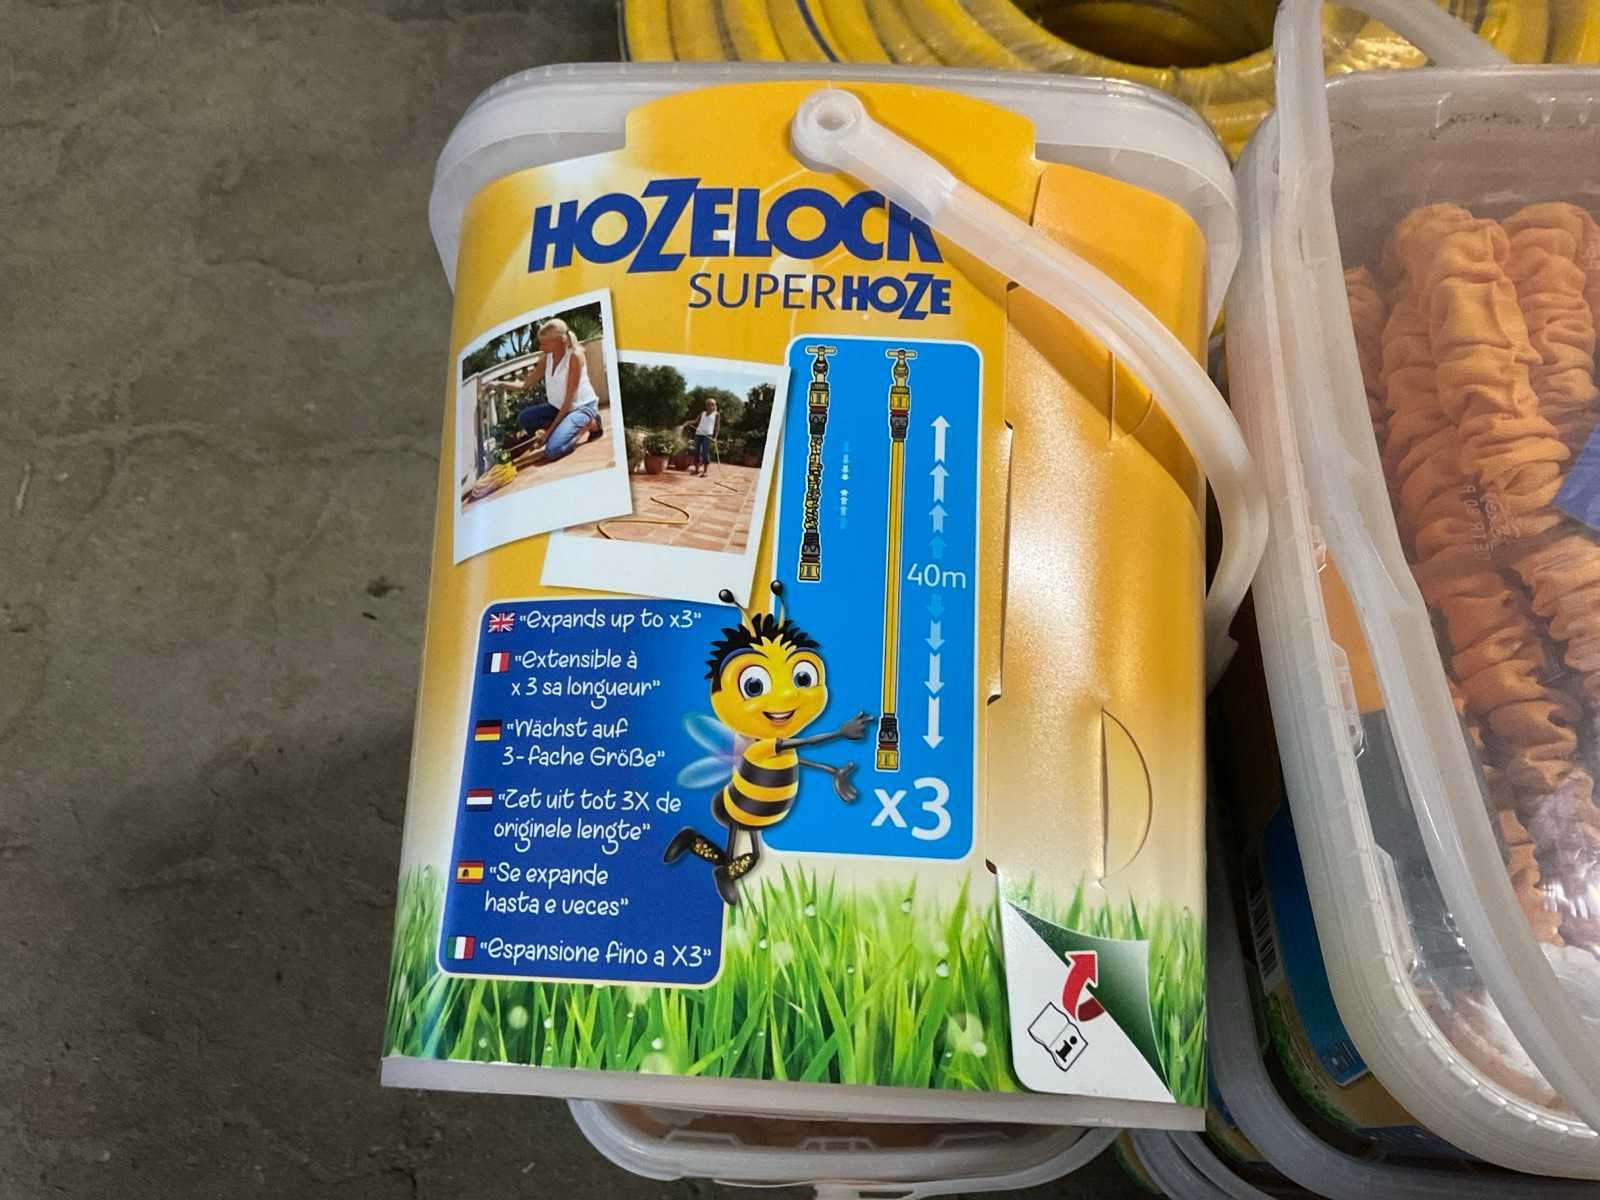 HOZELOCK
SUPERHOZE
40m
x3
"Expands up to x3"
"Extensible à
x 3 sa longueur"
"Wächst auf
3-fache Größe"
"Zet uit tot 3X de
originele lengte"
"Se expande
hasta e veces"
"Espansione fino a X3"
i